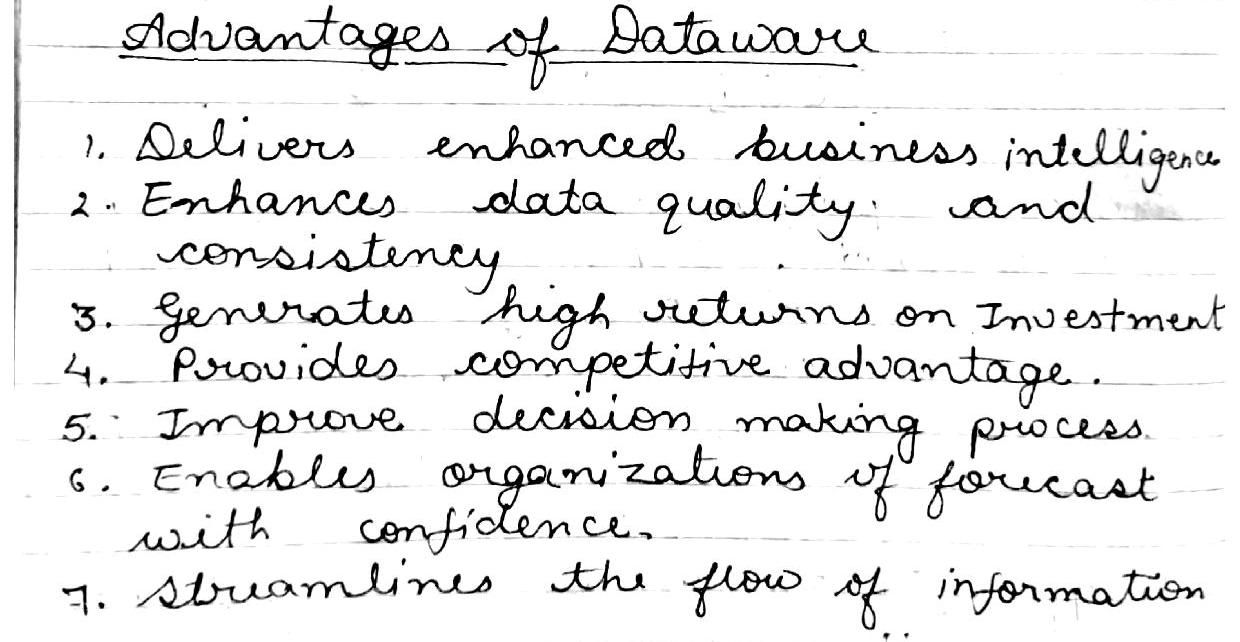 Advantages of Dataware
1. Delivers enhanced business intelligence
2. Enhances data quality and
consistency
3. Generates high returns on Investment
4. Provides competitive advantage.
5. Improve decision making process.
6. Enables organizations of forecast
with confidence.
7. Streamlines the flow of information